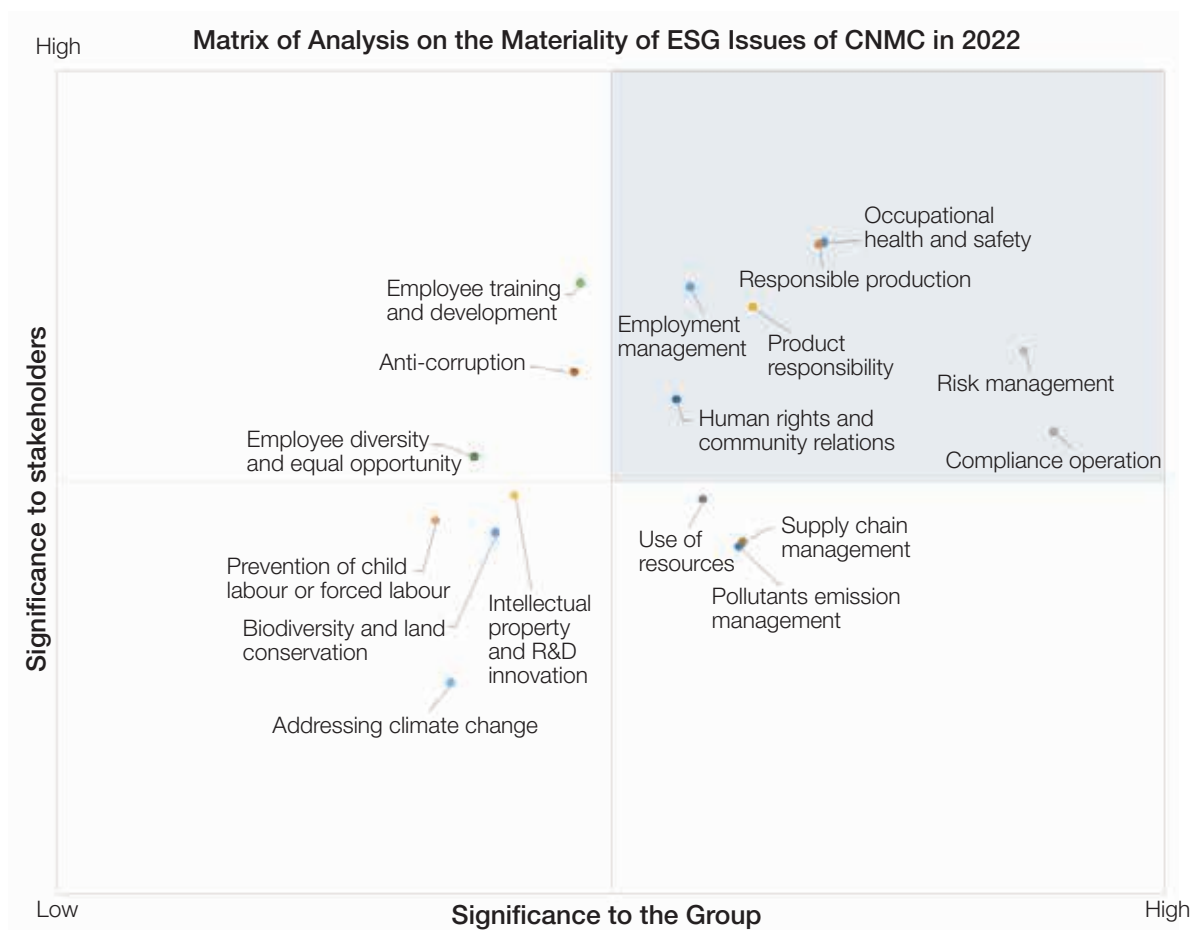 Matrix of Analysis on the Materiality of ESG Issues of CNMC in 2022
High
Significance to stakeholders
Occupational
health and safety
Responsible production
Employee training
and development
Employment
management
Product
responsibility
Anti-corruption
Risk management
Human rights and
community relations
Employee diversity
and equal opportunity
Compliance operation
Use of
resources
Supply chain
management
Prevention of child
labour or forced labour
Pollutants emission
management
Intellectual
property
and R&D
innovation
Biodiversity and land
conservation
Addressing climate change
Low
Significance to the Group
High